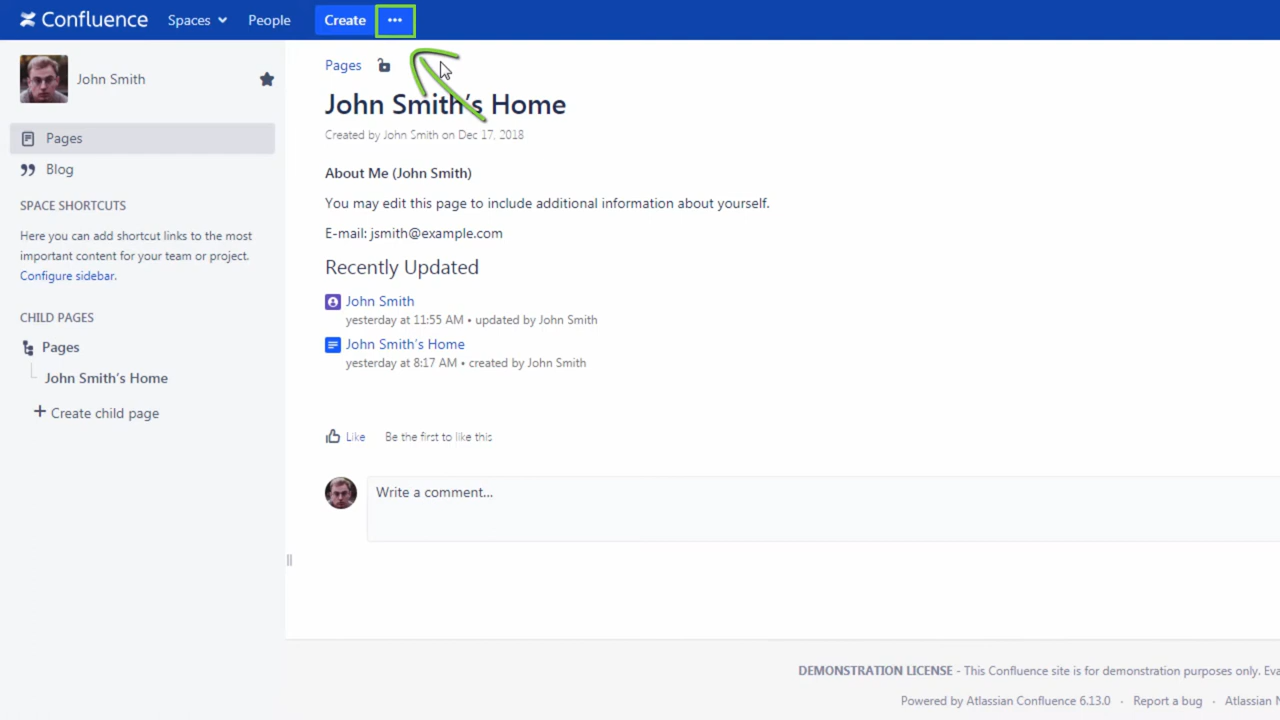 Confluence Spaces People Create ...
John Smith
Pages
Blog
SPACE SHORTCUTS
Here you can add shortcut links to the most
important content for your team or project.
Configure sidebar.
CHILD PAGES
Pages
John Smith's Home
+ Create child page
Pages
John Smith's Home
Created by John Smith on Dec 17, 2018
About Me (John Smith)
You may edit this page to include additional information about yourself.
E-mail: jsmith@example.com
Recently Updated
John Smith
yesterday at 11:55 AM • updated by John Smith
John Smith's Home
yesterday at 8:17 AM • created by John Smith
Like Be the first to like this
Write a comment...
DEMONSTRATION LICENSE - This Confluence site is for demonstration purposes only. Eva
Powered by Atlassian Confluence 6.13.0 · Report a bug · Atlassian N